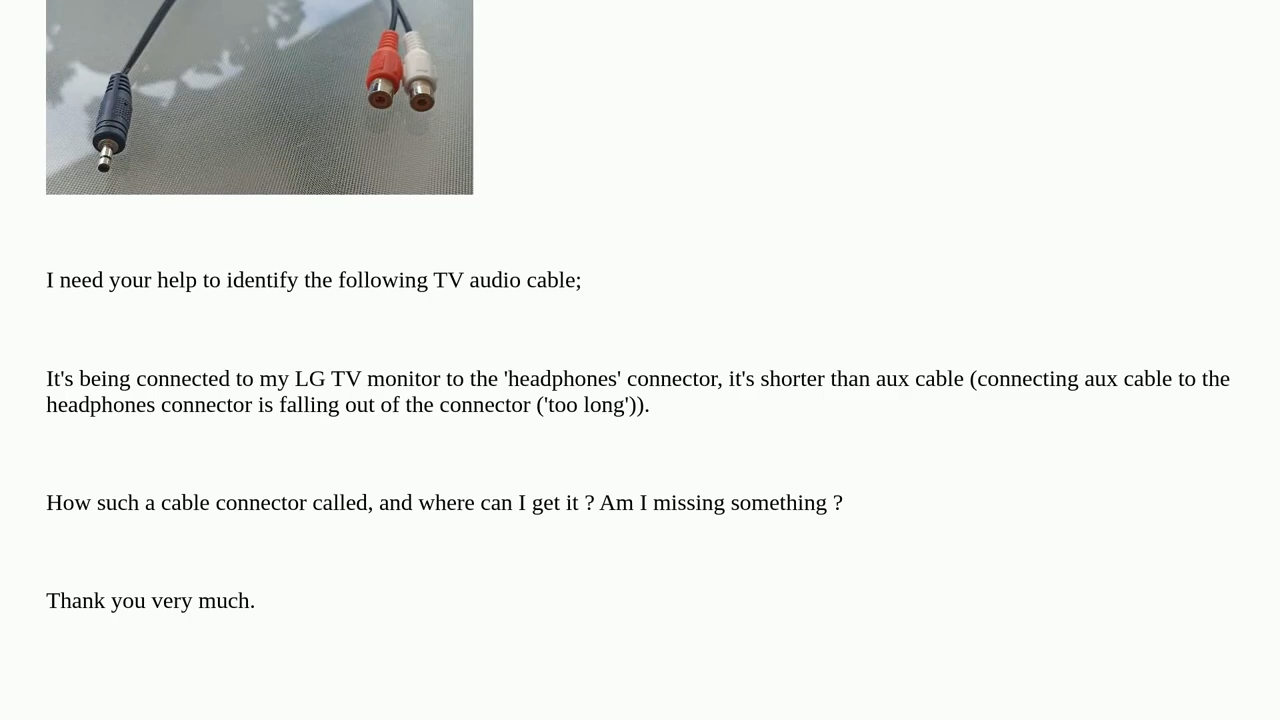 I need your help to identify the following TV audio cable;
It's being connected to my LG TV monitor to the 'headphones' connector, it's shorter than aux cable (connecting aux cable to the
headphones connector is falling out of the connector ('too long')).
How such a cable connector called, and where can I get it ? Am I missing something ?
Thank you very much.